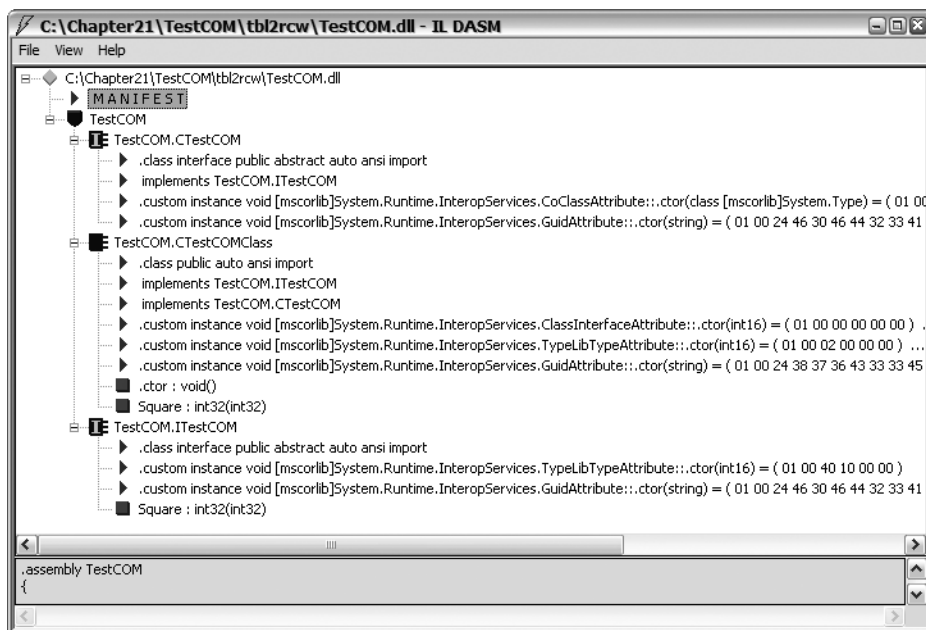 C:\Chapter21\TestCOM\tbl2rcw\TestCOM.dll - IL DASM
File View Help
C:\Chapter21\TestCOM\tbl2rcw\TestCOM.dll
M A N I F E S T
TestCOM
TestCOM.CTestCOM
.class interface public abstract auto ansi import
implements TestCOM.ITestCOM
.custom instance void [mscorlib]System.Runtime.InteropServices.CoClassAttribute::.ctor(class [mscorlib]System.Type) = ( 01 00
.custom instance void [mscorlib]System.Runtime.InteropServices.GuidAttribute::.ctor(string) = ( 01 00 24 46 30 46 44 32 33 41
TestCOM.CTestCOMClass
.class public auto ansi import
implements TestCOM.ITestCOM
implements TestCOM.CTestCOM
.custom instance void [mscorlib]System.Runtime.InteropServices.ClassInterfaceAttribute::.ctor(int16) = ( 01 00 00 00 00 00 ) .
.custom instance void [mscorlib]System.Runtime.InteropServices.TypeLibTypeAttribute::.ctor(int16) = ( 01 00 02 00 00 00 ) ...
.custom instance void [mscorlib]System.Runtime.InteropServices.GuidAttribute::.ctor(string) = ( 01 00 24 38 37 36 43 33 33 45
.ctor : void()
Square : int32(int32)
TestCOM.ITestCOM
.class interface public abstract auto ansi import
.custom instance void [mscorlib]System.Runtime.InteropServices.TypeLibTypeAttribute::.ctor(int16) = ( 01 00 40 10 00 00 )
.custom instance void [mscorlib]System.Runtime.InteropServices.GuidAttribute::.ctor(string) = ( 01 00 24 46 30 46 44 32 33 41
Square : int32(int32)
.assembly TestCOM
{